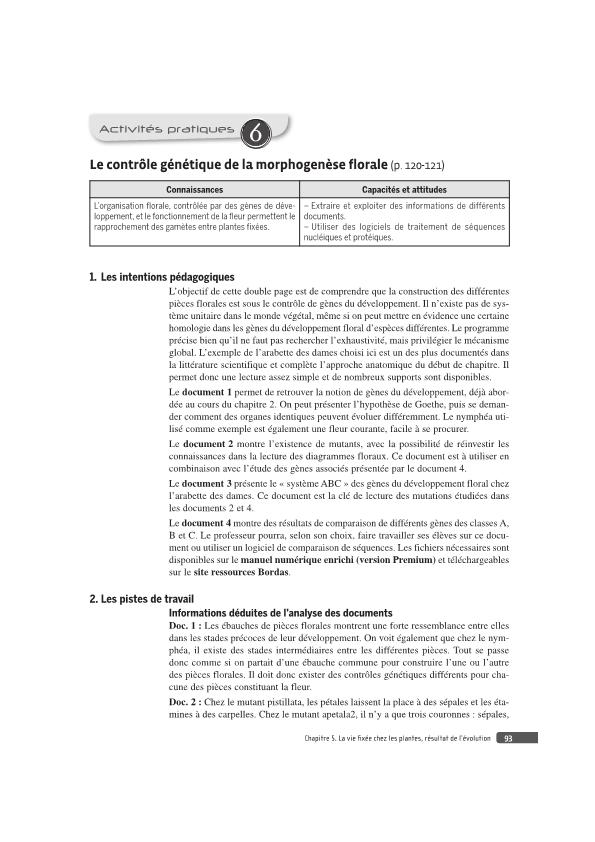 Activités pratiques 6
Le contrôle génétique de la morphogenèse florale (p. 120-121)
Connaissances
L'organisation florale, contrôlée par des gènes de déve-
loppement, et le fonctionnement de la fleur permettent le
rapprochement des gamètes entre plantes fixées.
Capacités et attitudes
– Extraire et exploiter des informations de différents
documents.
– Utiliser des logiciels de traitement de séquences
nucléiques et protéiques.
1. Les intentions pédagogiques
L'objectif de cette double page est de comprendre que la construction des différentes
pièces florales est sous le contrôle de gènes du développement. Il n'existe pas de sys-
tème unitaire dans le monde végétal, même si on peut mettre en évidence une certaine
homologie dans les gènes du développement floral d'espèces différentes. Le programme
précise bien qu'il ne faut pas rechercher l'exhaustivité, mais privilégier le mécanisme
global. L'exemple de l'arabette des dames choisi ici est un des plus documentés dans
la littérature scientifique et complète l'approche anatomique du début de chapitre. Il
permet donc une lecture assez simple et de nombreux supports sont disponibles.
Le document 1 permet de retrouver la notion de gènes du développement, déjà abor-
dée au cours du chapitre 2. On peut présenter l'hypothèse de Goethe, puis se deman-
der comment des organes identiques peuvent évoluer différemment. Le nymphéa uti-
lisé comme exemple est également une fleur courante, facile à se procurer.
Le document 2 montre l'existence de mutants, avec la possibilité de réinvestir les
connaissances dans la lecture des diagrammes floraux. Ce document est à utiliser en
combinaison avec l'étude des gènes associés présentée par le document 4.
Le document 3 présente le « système ABC » des gènes du développement floral chez
l'arabette des dames. Ce document est la clé de lecture des mutations étudiées dans
les documents 2 et 4.
Le document 4 montre des résultats de comparaison de différents gènes des classes A,
B et C. Le professeur pourra, selon son choix, faire travailler ses élèves sur ce docu-
ment ou utiliser un logiciel de comparaison de séquences. Les fichiers nécessaires sont
disponibles sur le manuel numérique enrichi (version Premium) et téléchargeables
sur le site ressources Bordas.
2. Les pistes de travail
Informations déduites de l'analyse des documents
Doc. 1 : Les ébauches de pièces florales montrent une forte ressemblance entre elles
dans les stades précoces de leur développement. On voit également que chez le nym-
phéa, il existe des stades intermédiaires entre les différentes pièces. Tout se passe
donc comme si on partait d'une ébauche commune pour construire l'une ou l'autre
des pièces florales. Il doit donc exister des contrôles génétiques différents pour cha-
cune des pièces constituant la fleur.
Doc. 2 : Chez le mutant pistillata, les pétales laissent la place à des sépales et les éta-
mines à des carpelles. Chez le mutant apetala2, il n'y a que trois couronnes : sépales,
Chapitre 5. La vie fixée chez les plantes, résultat de l'évolution 93